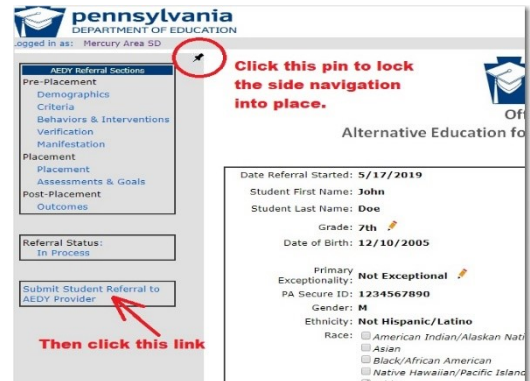 pennsylvania
DEPARTMENT OF EDUCATION
ogged in as: Mercury Area SD
AEDY Referral Sections
Pre-Placement
Demographics
Criteria
Behaviors & Interventions
Verification
Manifestation
Placement
Placement
Assessments & Goals
Post-Placement
Outcomes
Referral Status:
In Process
Submit Student Referral to
AEDY Provider
Then click this link
Click this pin to lock
the side navigation
into place.
Of
Alternative Education fo
Date Referral Started: 5/17/2019
Student First Name: John
Student Last Name: Doe
Grade: 7th
Date of Birth: 12/10/2005
Primary
Exceptionality: Not Exceptional
PA Secure ID: 1234567890
Gender: M
Ethnicity: Not Hispanic/Latino
Race: American Indian/Alaskan Nati
Asian
Black/African American
Native Hawaiian/Pacific Islan